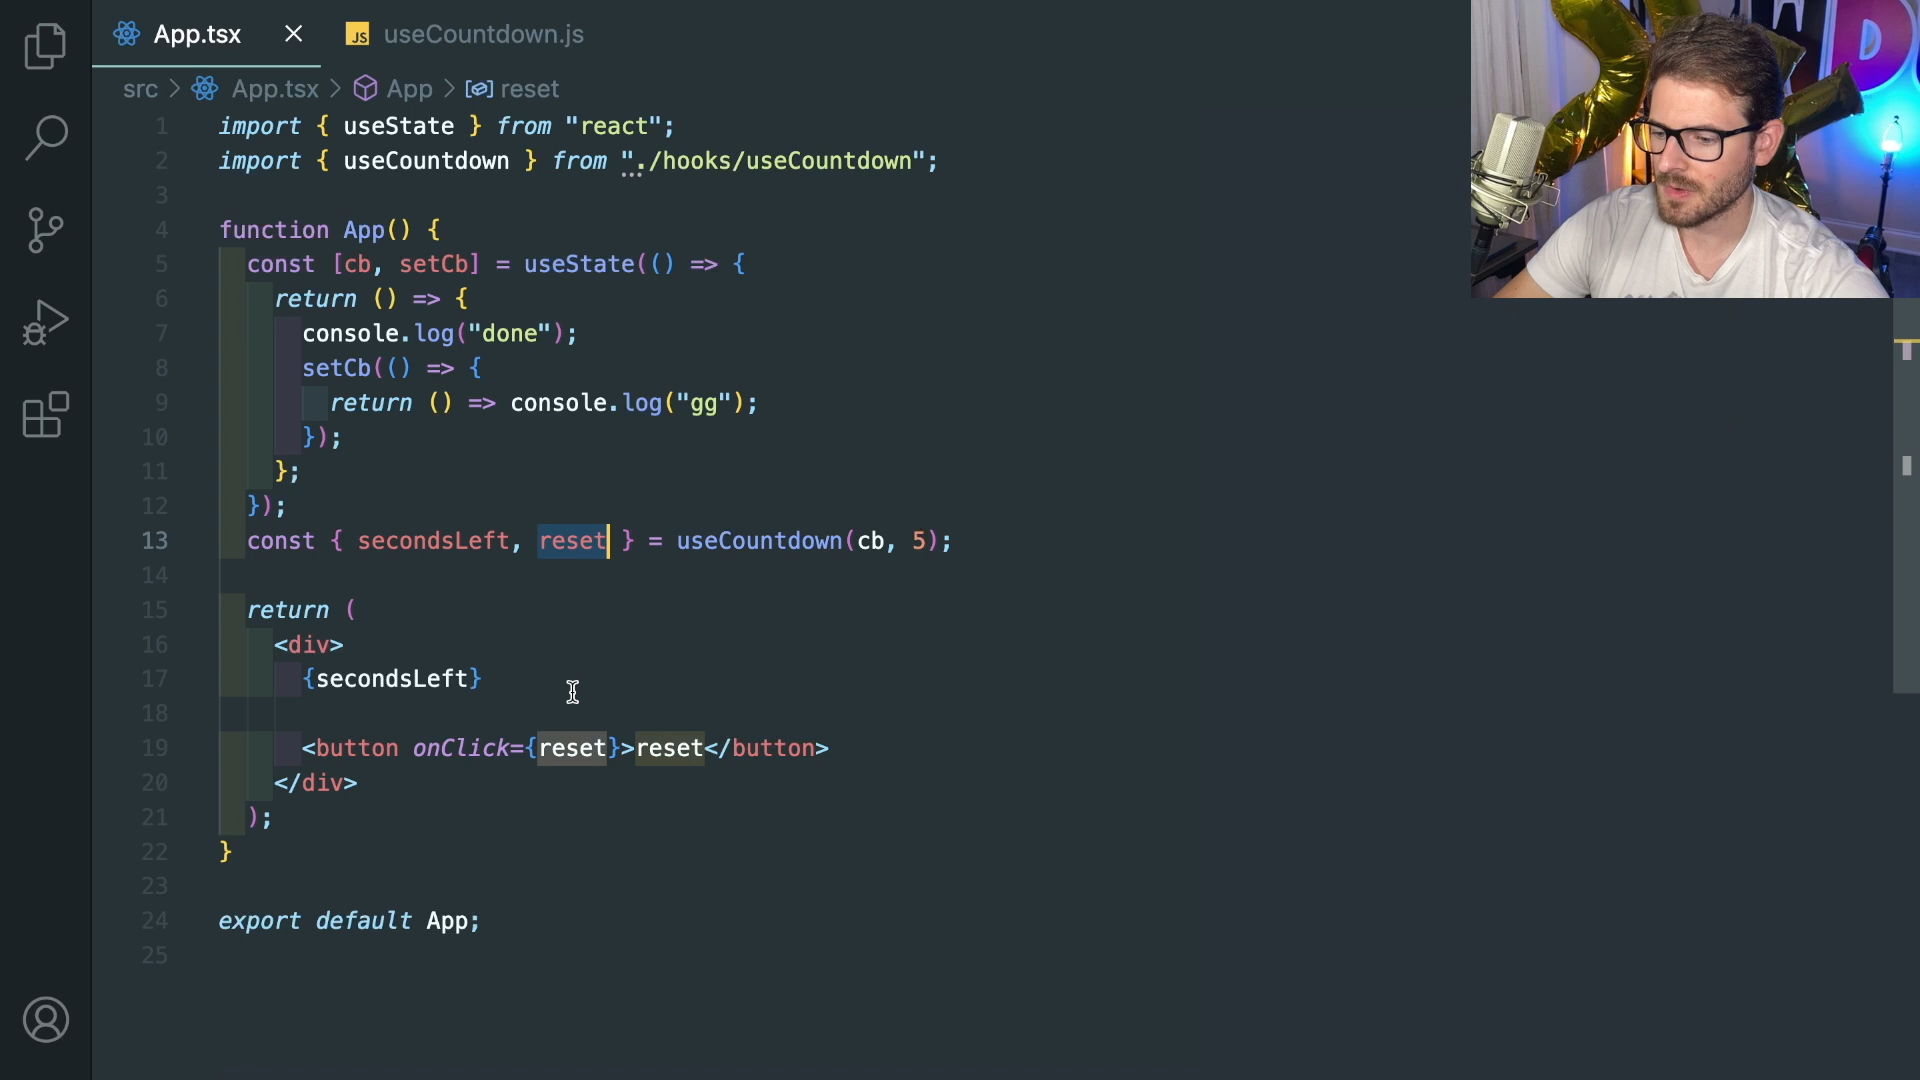 App.tsx
JS useCountdown.js
src > App.tsx > App > reset
1 import { useState } from "react";
2 import { useCountdown } from "./hooks/useCountdown";
3
4 function App() {
5 const [cb, setCb] = useState(() => {
6 return () => {
7 console.log("done");
8 setCb(() => {
9 return () => console.log("gg");
10 });
11 };
12 });
13 const { secondsLeft, reset } = useCountdown(cb, 5);
14
15 return (
16 <div>
17 {secondsLeft}
18
19 <button onClick={reset}>reset</button>
20 </div>
21 );
22 }
23
24 export default App;
25